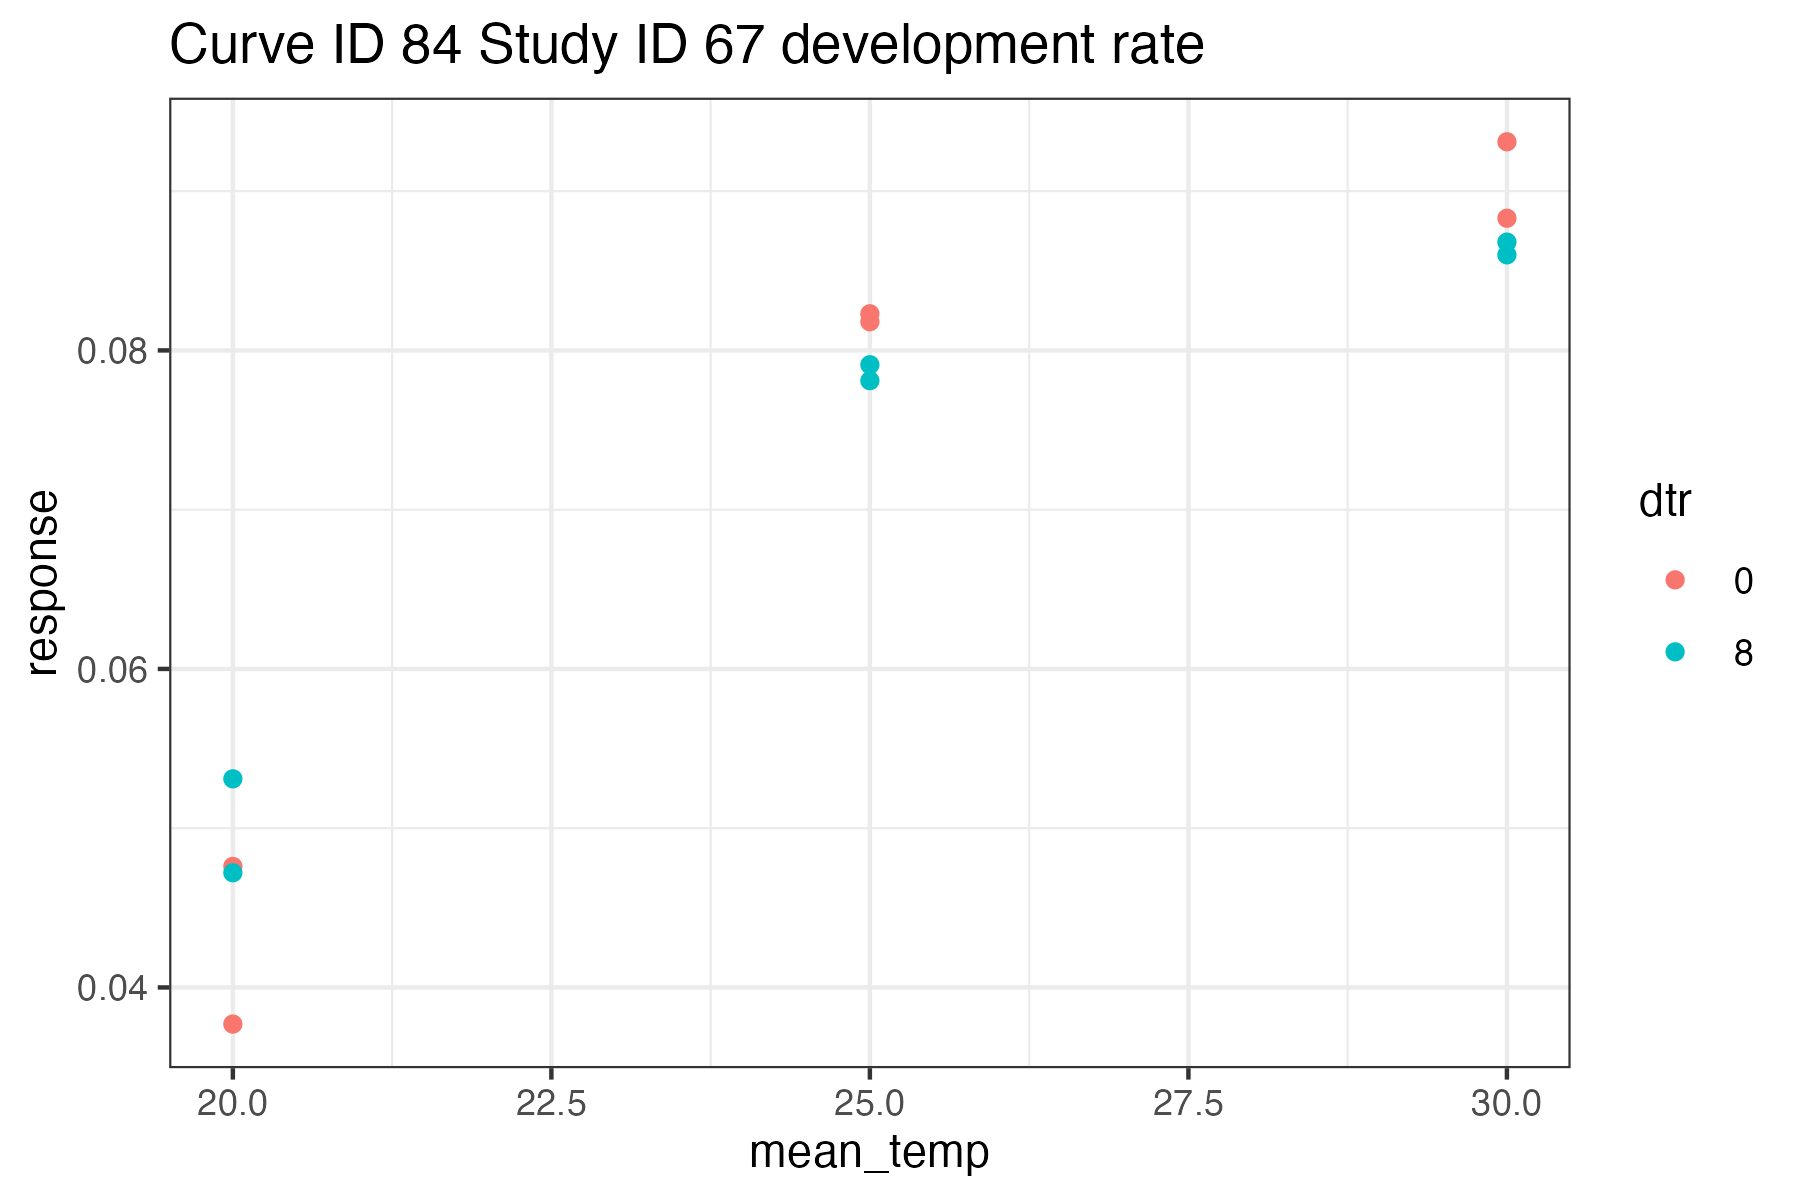 Curve ID 84 Study ID 67 development rate
response
0.08
0.06
0.04
20.0 22.5 25.0 27.5 30.0
mean_temp
dtr
0
8